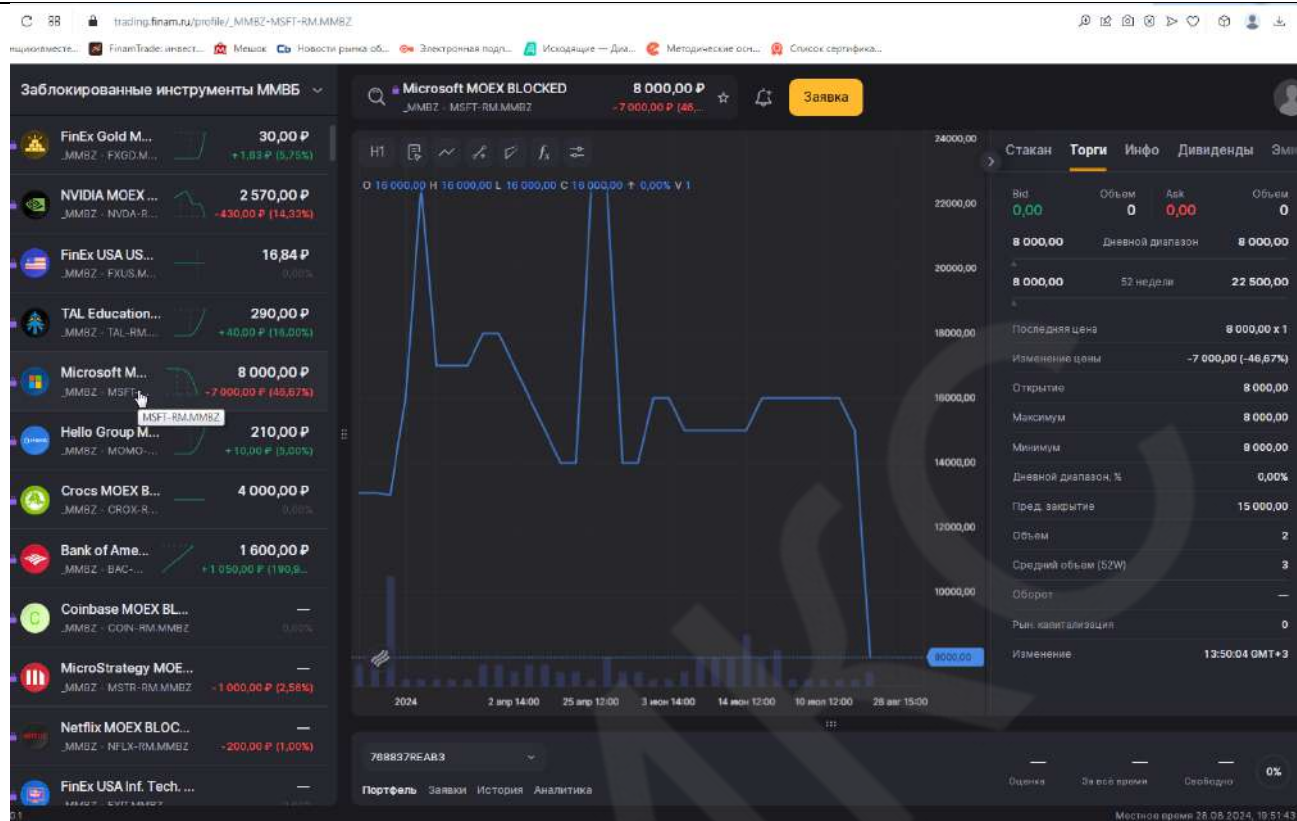 trading.finam.ru/profile/_MMBZ-MSFT-RM.MMBZ
FinamTrade: инвест... Мешок Новости рынка об... Электронная подп... Исходящие — Диа... Методические осн... Список сертифика...
Заблокированные инструменты ММВБ
FinEx Gold M... 30,00 ₽
_MMBZ · FXGD.M... +1,63 ₽ (5,75%)
NVIDIA MOEX ... 2 570,00 ₽
_MMBZ · NVDA-R... -430,00 ₽ (14,33%)
FinEx USA US... 16,84 ₽
_MMBZ · FXUS.M... 0,00%
TAL Education... 290,00 ₽
_MMBZ · TAL-RM.... +40,00 ₽ (16,00%)
Microsoft M... 8 000,00 ₽
_MMBZ · MSFT- -7 000,00 ₽ (46,67%)
MSFT-RM.MMBZ
Hello Group M... 210,00 ₽
_MMBZ · MOMO-... +10,00 ₽ (5,00%)
Crocs MOEX B... 4 000,00 ₽
_MMBZ · CROX-R... 0,00%
Bank of Ame... 1 600,00 ₽
_MMBZ · BAC-... +1 050,00 ₽ (190,9...
Coinbase MOEX BL... —
_MMBZ · COIN-RM.MMBZ 0,00%
MicroStrategy MOE... —
_MMBZ · MSTR-RM.MMBZ -1 000,00 ₽ (2,56%)
Netflix MOEX BLOC... —
_MMBZ · NFLX-RM.MMBZ -200,00 ₽ (1,00%)
FinEx USA Inf. Tech. ... —
Microsoft MOEX BLOCKED 8 000,00 ₽
_MMBZ · MSFT-RM.MMBZ -7 000,00 ₽ (46,...
Заявка
H1
O 16 000,00 H 16 000,00 L 16 000,00 C 16 000,00 0,00% V 1
24000,00
22000,00
20000,00
18000,00
16000,00
14000,00
12000,00
10000,00
8000,00
2024 2 апр 14:00 25 апр 12:00 3 июн 14:00 14 июн 12:00 10 июл 12:00 28 авг 15:00
768837REAB3
Портфель Заявки История Аналитика
Стакан Торги Инфо Дивиденды Эми
Bid Объем Ask Объем
0,00 0 0,00 0
8 000,00 Дневной диапазон 8 000,00
8 000,00 52 недели 22 500,00
Последняя цена 8 000,00 x 1
Изменение цены -7 000,00 (-46,67%)
Открытие 8 000,00
Максимум 8 000,00
Минимум 8 000,00
Дневной диапазон, % 0,00%
Пред. закрытие 15 000,00
Объем 2
Средний объем (52W) 3
Оборот —
Рын. капитализация 0
Изменение 13:50:04 GMT+3
— — — 0%
Оценка За всё время Свободно
Местное время 28.08.2024, 19:51:43